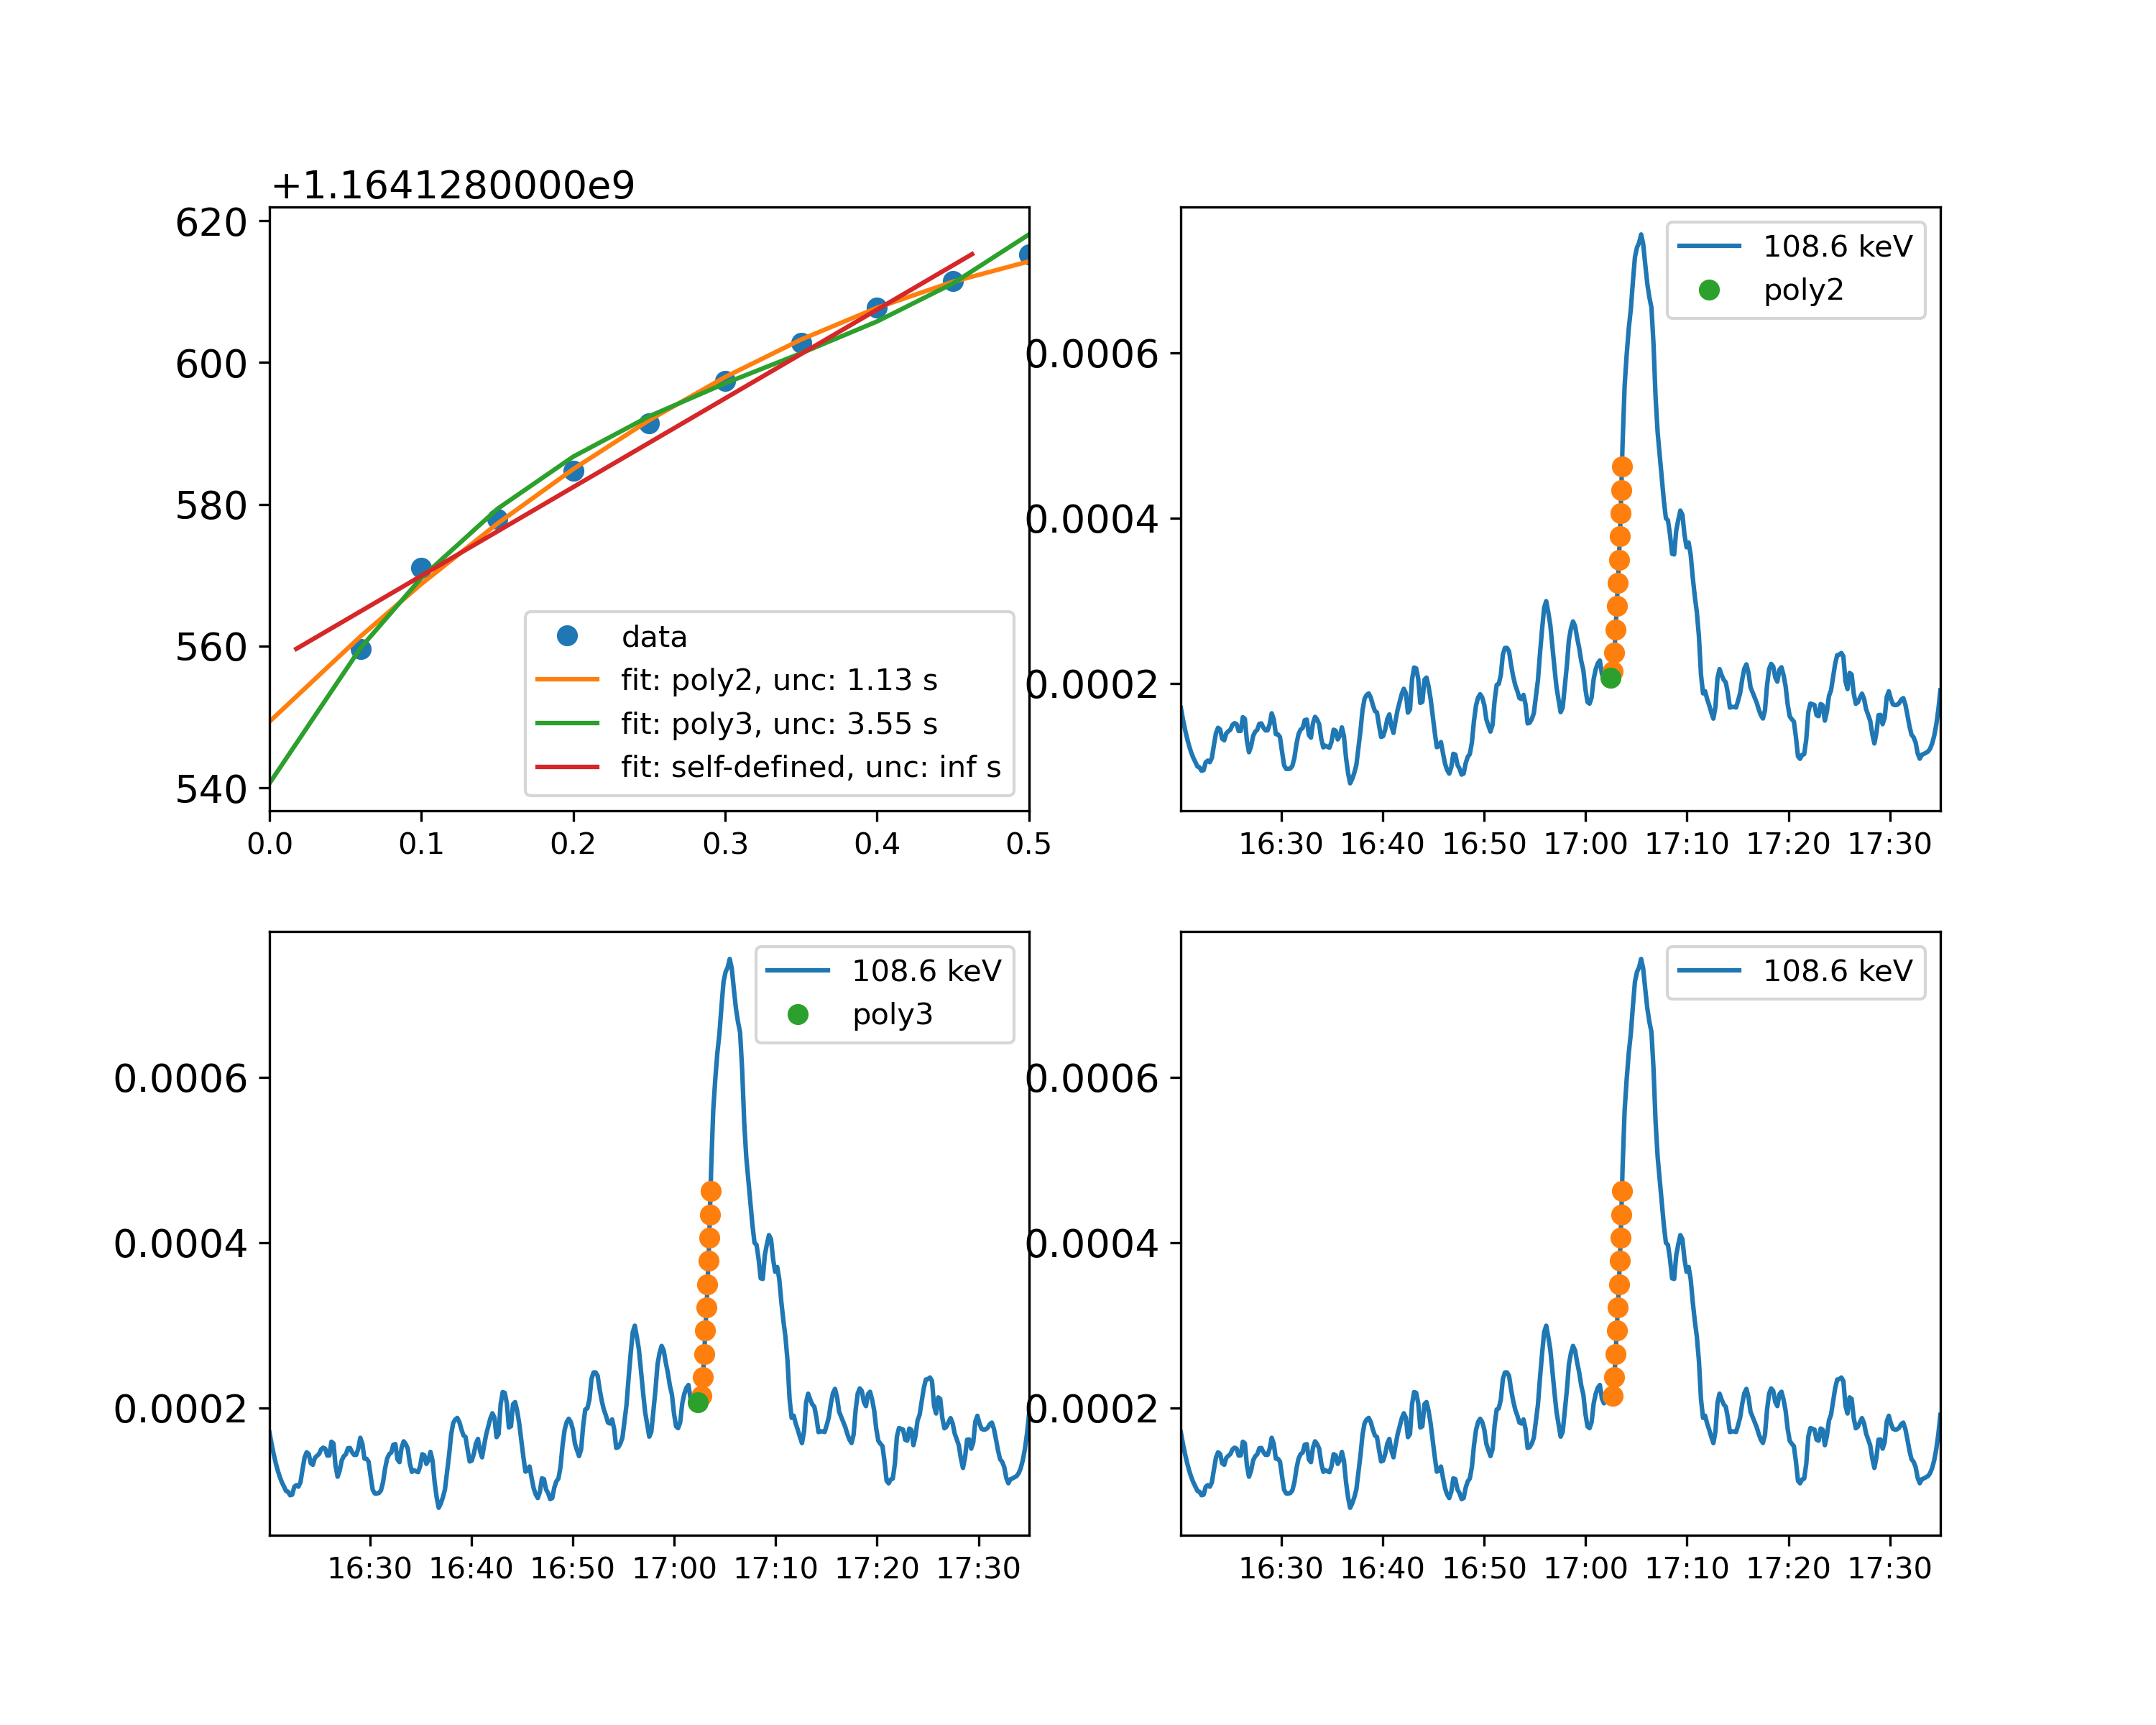 +1.1641280000e9
620
600
580
560
540
0.0 0.1 0.2 0.3 0.4 0.5
data
fit: poly2, unc: 1.13 s
fit: poly3, unc: 3.55 s
fit: self-defined, unc: inf s
0.0006
0.0004
0.0002
16:30 16:40 16:50 17:00 17:10 17:20 17:30
108.6 keV
poly2
0.0006
0.0004
0.0002
16:30 16:40 16:50 17:00 17:10 17:20 17:30
108.6 keV
poly3
0.0006
0.0004
0.0002
16:30 16:40 16:50 17:00 17:10 17:20 17:30
108.6 keV